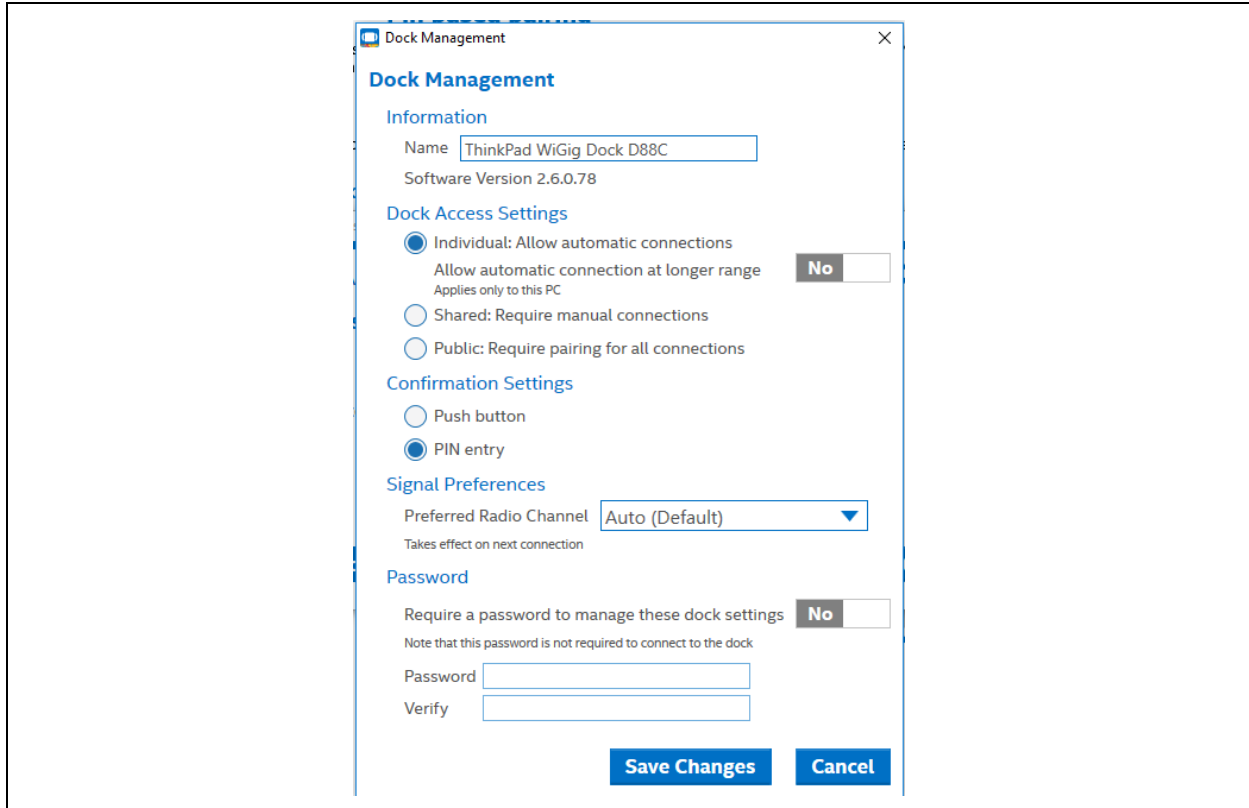 Dock Management
Dock Management
Information
Name ThinkPad WiGig Dock D88C
Software Version 2.6.0.78
Dock Access Settings
Individual: Allow automatic connections
Allow automatic connection at longer range No
Applies only to this PC
Shared: Require manual connections
Public: Require pairing for all connections
Confirmation Settings
Push button
PIN entry
Signal Preferences
Preferred Radio Channel Auto (Default)
Takes effect on next connection
Password
Require a password to manage these dock settings No
Note that this password is not required to connect to the dock
Password
Verify
Save Changes Cancel